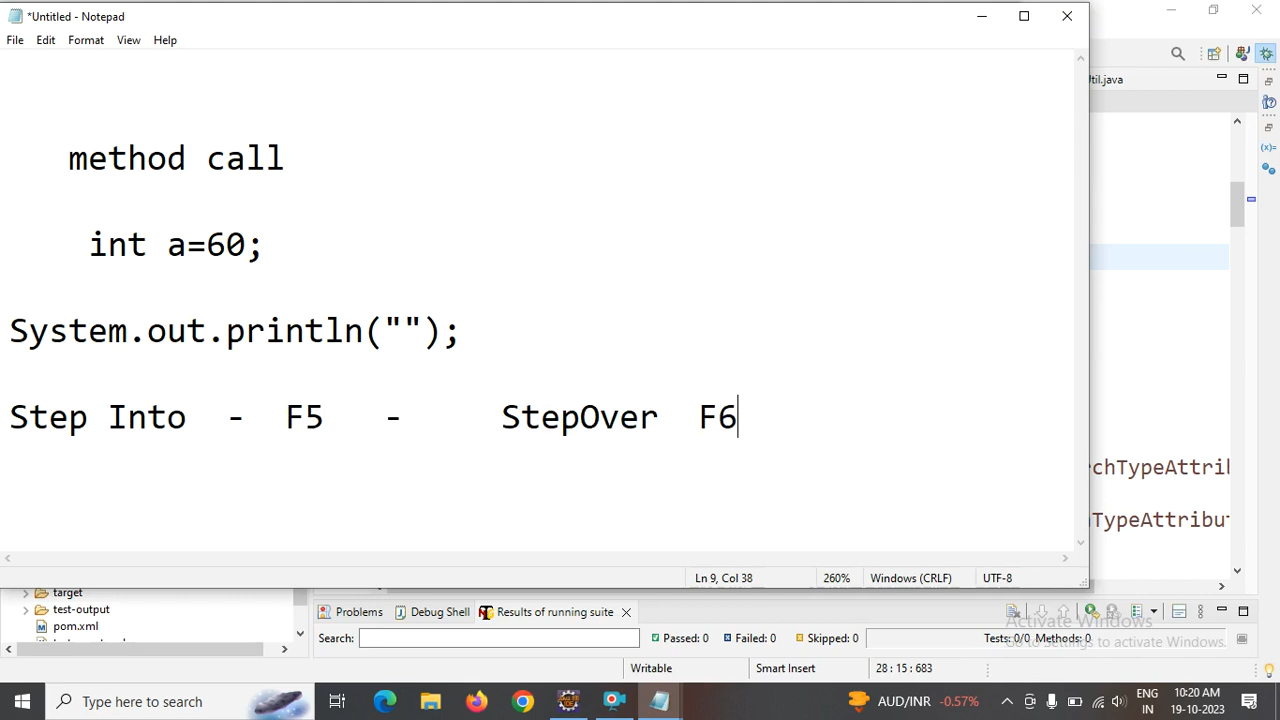 *Untitled - Notepad
File Edit Format View Help
Util.java
method call
int a=60;
System.out.println("");
Step Into - F5 - StepOver F6
chTypeAttrib
TypeAttribut
Ln 9, Col 38 260% Windows (CRLF) UTF-8
target
test-output
pom.xml
Problems Debug Shell Results of running suite
Search: Passed: 0 Failed: 0 Skipped: 0 Tests: 0/0 Methods: 0
Activate Windows
Go to Settings to activate Windows.
Writable Smart Insert 28 : 15 : 683
Type here to search AUD/INR -0.57% ENG IN 10:20 AM 19-10-2023